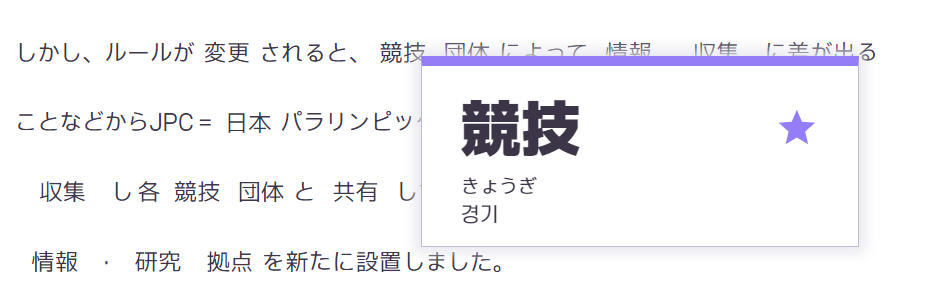 しかし、ルールが 変更 されると、 競技 団体 によって 情報 収集 に差が出る
ことなどからJPC = 日本 パラリンピッ
収集 し 各 競技 団体 と 共有 し
情報 ・ 研究 拠点 を新たに設置しました。
競技
きょうぎ
경기